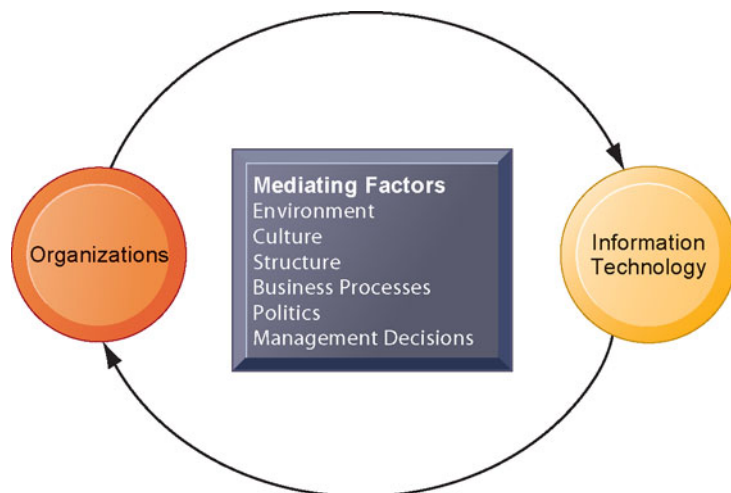 Organizations
Mediating Factors
Environment
Culture
Structure
Business Processes
Politics
Management Decisions
Information
Technology